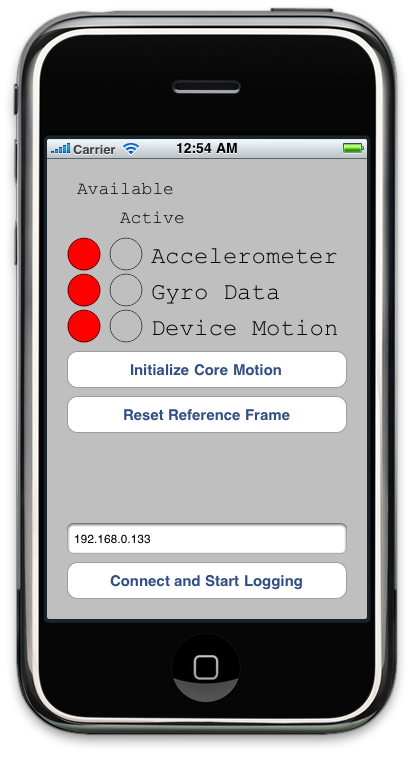 Carrier 12:54 AM
Available
Active
Accelerometer
Gyro Data
Device Motion
Initialize Core Motion
Reset Reference Frame
192.168.0.133
Connect and Start Logging